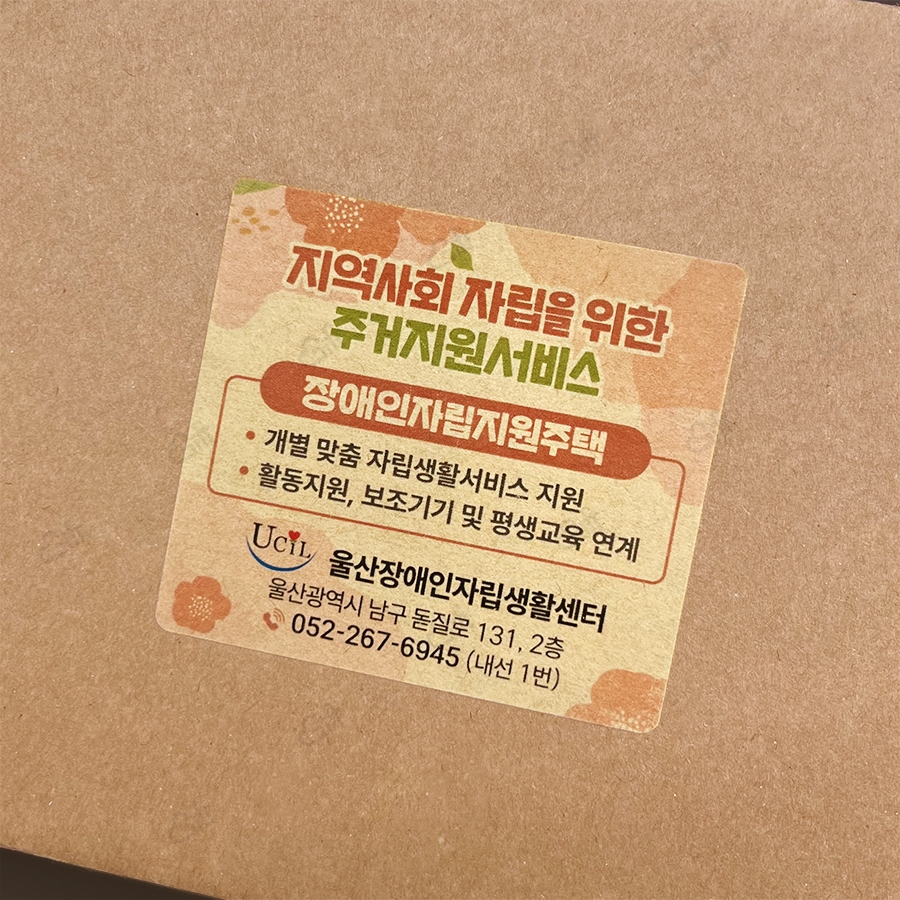 지역사회 자립을 위한
주거지원서비스
장애인자립지원주택
• 개별 맞춤 자립생활서비스 지원
• 활동지원, 보조기기 및 평생교육 연계
UCiL 울산장애인자립생활센터
울산광역시 남구 돋질로 131, 2층
052-267-6945 (내선 1번)